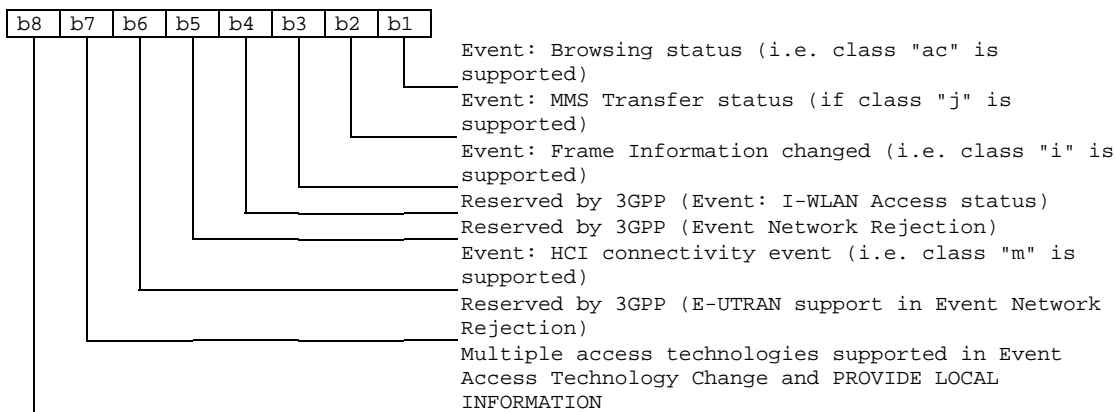 b8 b7 b6 b5 b4 b3 b2 b1
Event: Browsing status (i.e. class "ac" is
supported)
Event: MMS Transfer status (if class "j" is
supported)
Event: Frame Information changed (i.e. class "i" is
supported)
Reserved by 3GPP (Event: I-WLAN Access status)
Reserved by 3GPP (Event Network Rejection)
Event: HCI connectivity event (i.e. class "m" is
supported)
Reserved by 3GPP (E-UTRAN support in Event Network
Rejection)
Multiple access technologies supported in Event
Access Technology Change and PROVIDE LOCAL
INFORMATION